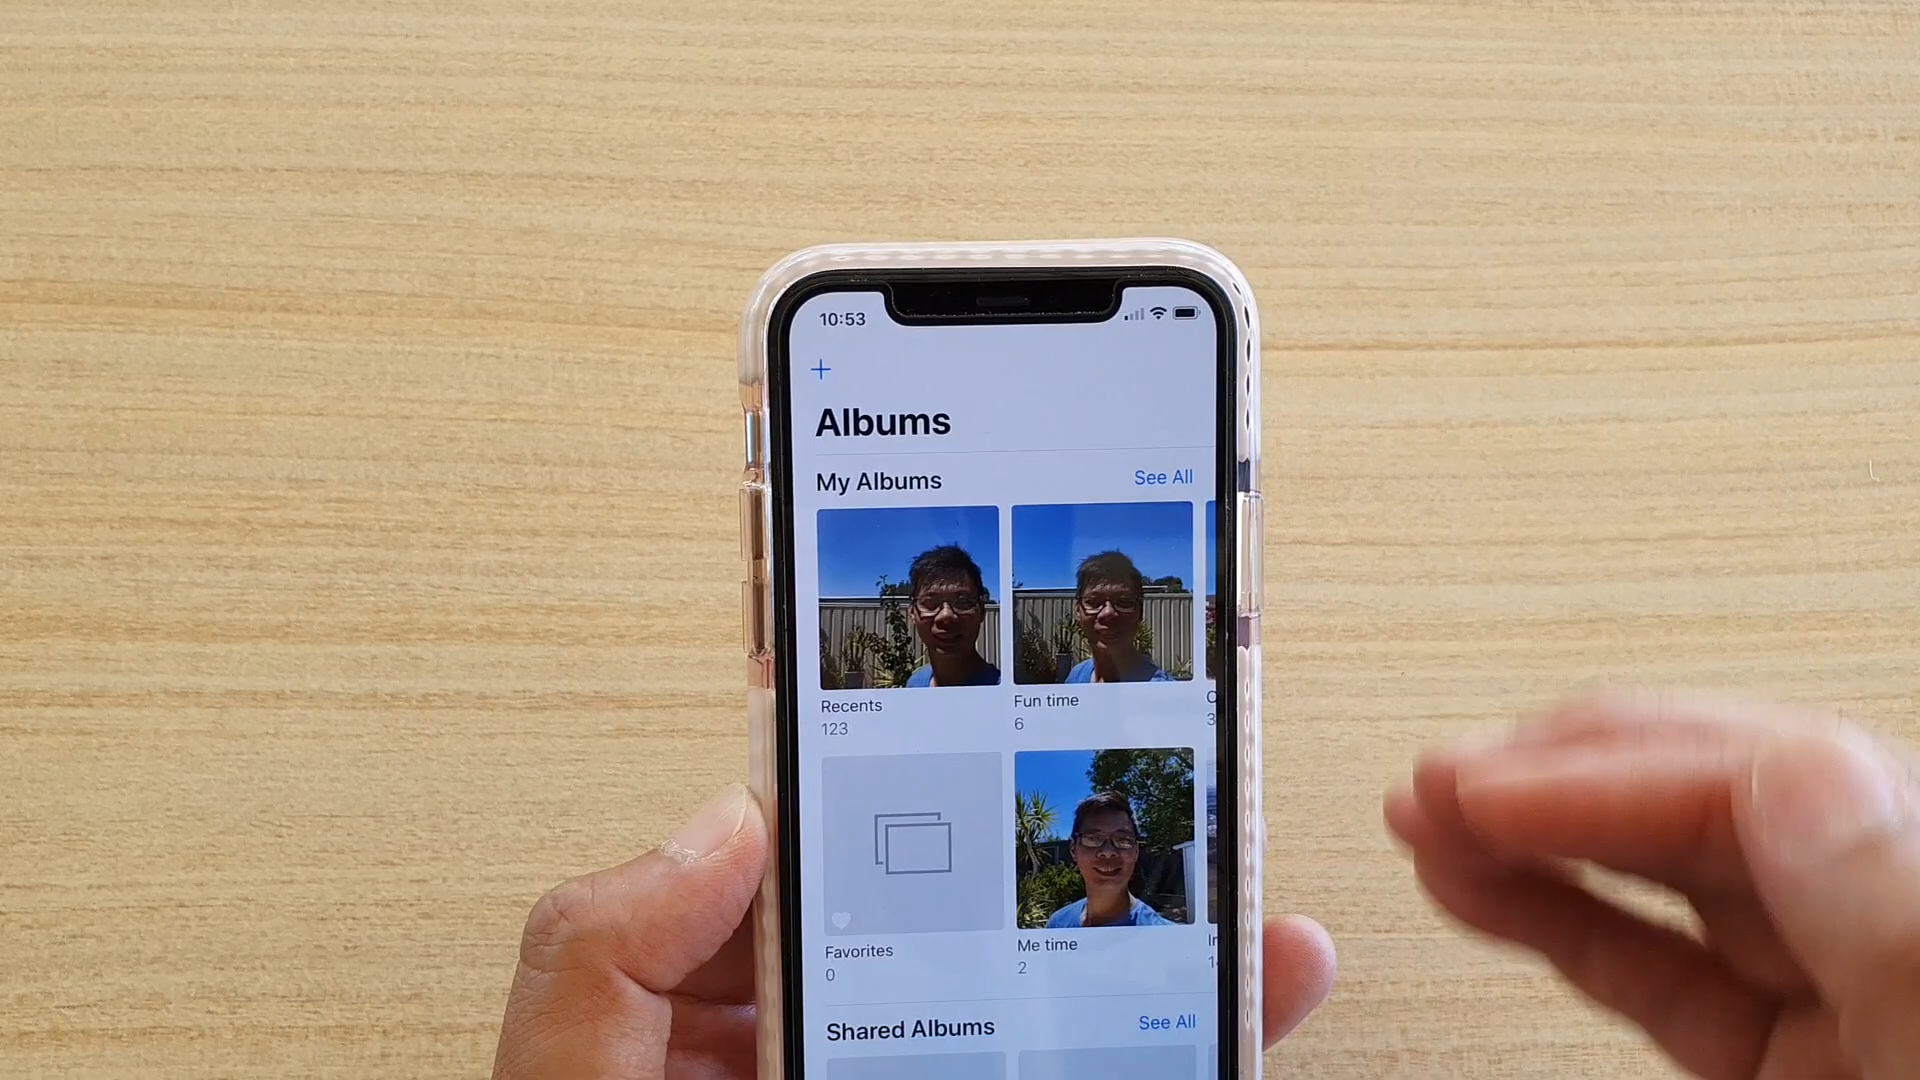 10:53
+
Albums
My Albums See All
Recents Fun time
123 6
Favorites Me time
0 2
Shared Albums See All